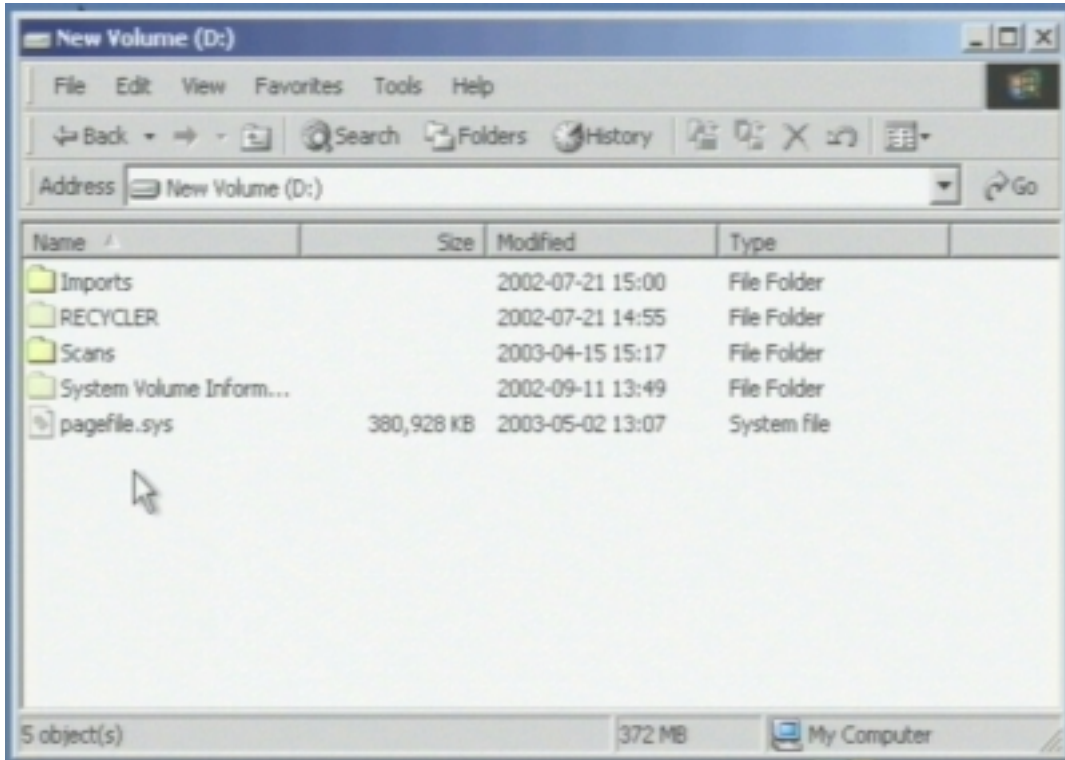 New Volume (D:)
File Edit View Favorites Tools Help
Back Search Folders History
Address New Volume (D:) Go
Name Size Modified Type
Imports 2002-07-21 15:00 File Folder
RECYCLER 2002-07-21 14:55 File Folder
Scans 2003-04-15 15:17 File Folder
System Volume Inform... 2002-09-11 13:49 File Folder
pagefile.sys 380,928 KB 2003-05-02 13:07 System file
5 object(s) 372 MB My Computer